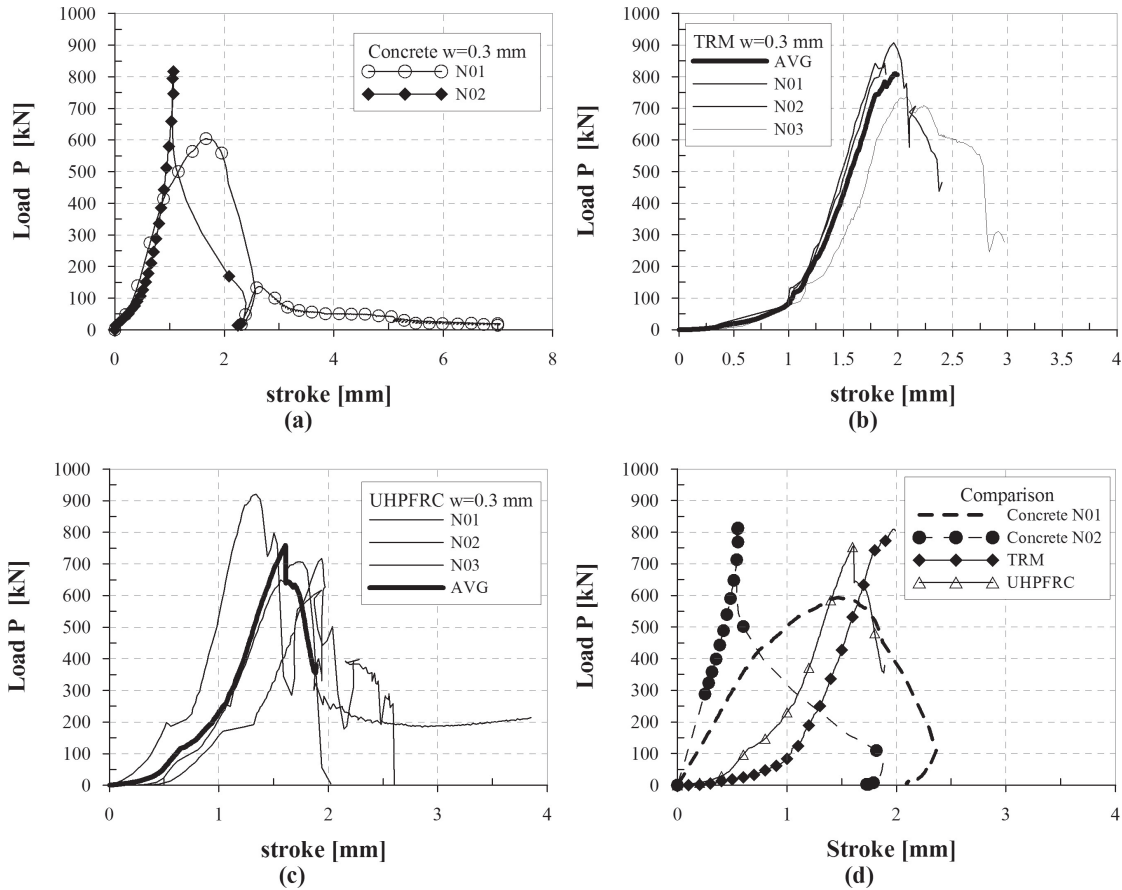 1000
900
800
700
600
500
400
300
200
100
0
Load P [kN]
Concrete w=0.3 mm
N01
N02
0 2 4 6 8
stroke [mm]
(a)
1000
900
800
700
600
500
400
300
200
100
0
Load P [kN]
TRM w=0.3 mm
AVG
N01
N02
N03
0 0.5 1 1.5 2 2.5 3 3.5 4
stroke [mm]
(b)
1000
900
800
700
600
500
400
300
200
100
0
Load P [kN]
UHPFRC w=0.3 mm
N01
N02
N03
AVG
0 1 2 3 4
stroke [mm]
(c)
1000
900
800
700
600
500
400
300
200
100
0
Load P [kN]
Comparison
Concrete N01
Concrete N02
TRM
UHPFRC
0 1 2 3 4
Stroke [mm]
(d)